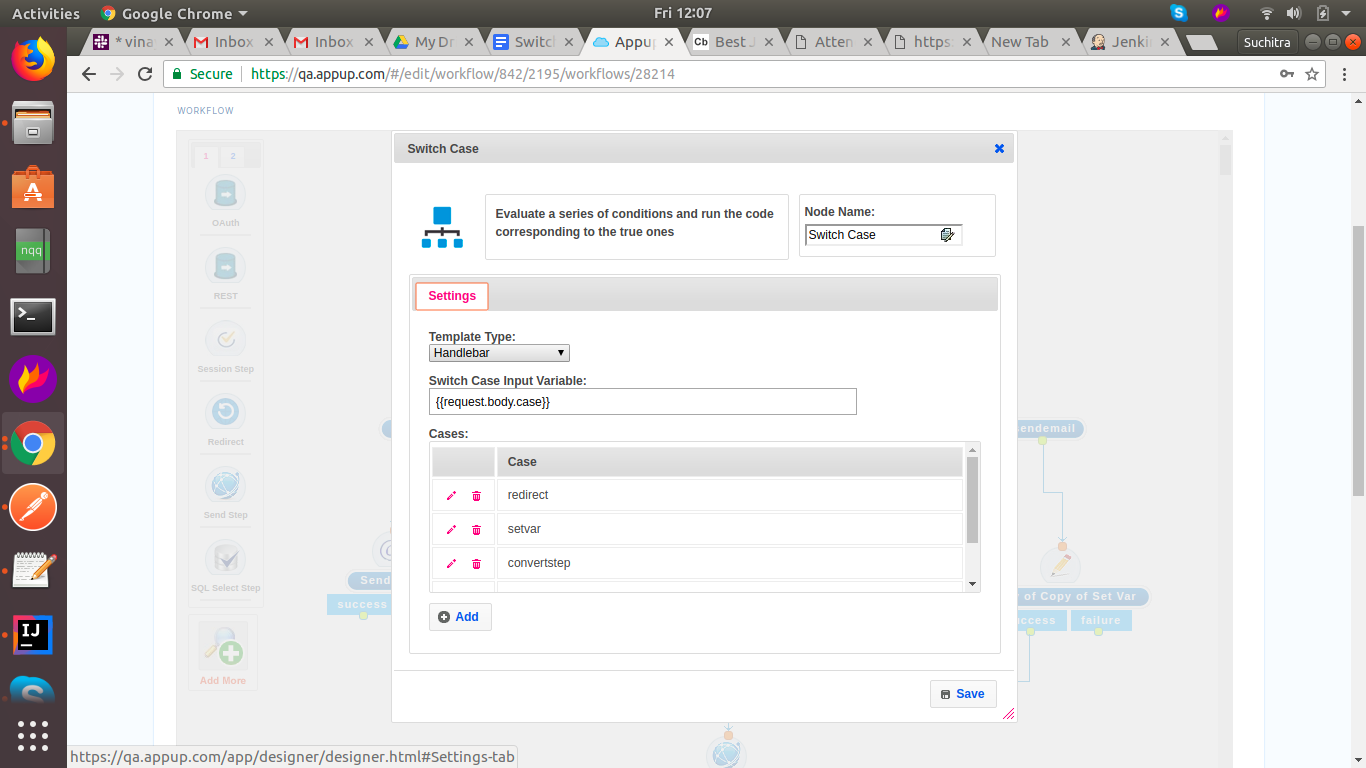 Activities Google Chrome Fri 12:07
* vina Inbox Inbox My Dr Switch Appup Cb Best J Atten https: New Tab Jenkin Suchitra
Secure https://qa.appup.com/#/edit/workflow/842/2195/workflows/28214
WORKFLOW
Switch Case
1 2
OAuth
Evaluate a series of conditions and run the code
corresponding to the true ones
Node Name:
Switch Case
nqq
REST
Settings
Template Type:
Handlebar
Session Step
Switch Case Input Variable:
{{request.body.case}}
Redirect
endemail
Cases:
Case
redirect
Send Step
setvar
convertstep
SQL Select Step
Send
r of Copy of Set Var
success
ccess failure
Add
IJ
Add More
Save
https://qa.appup.com/app/designer/designer.html#Settings-tab